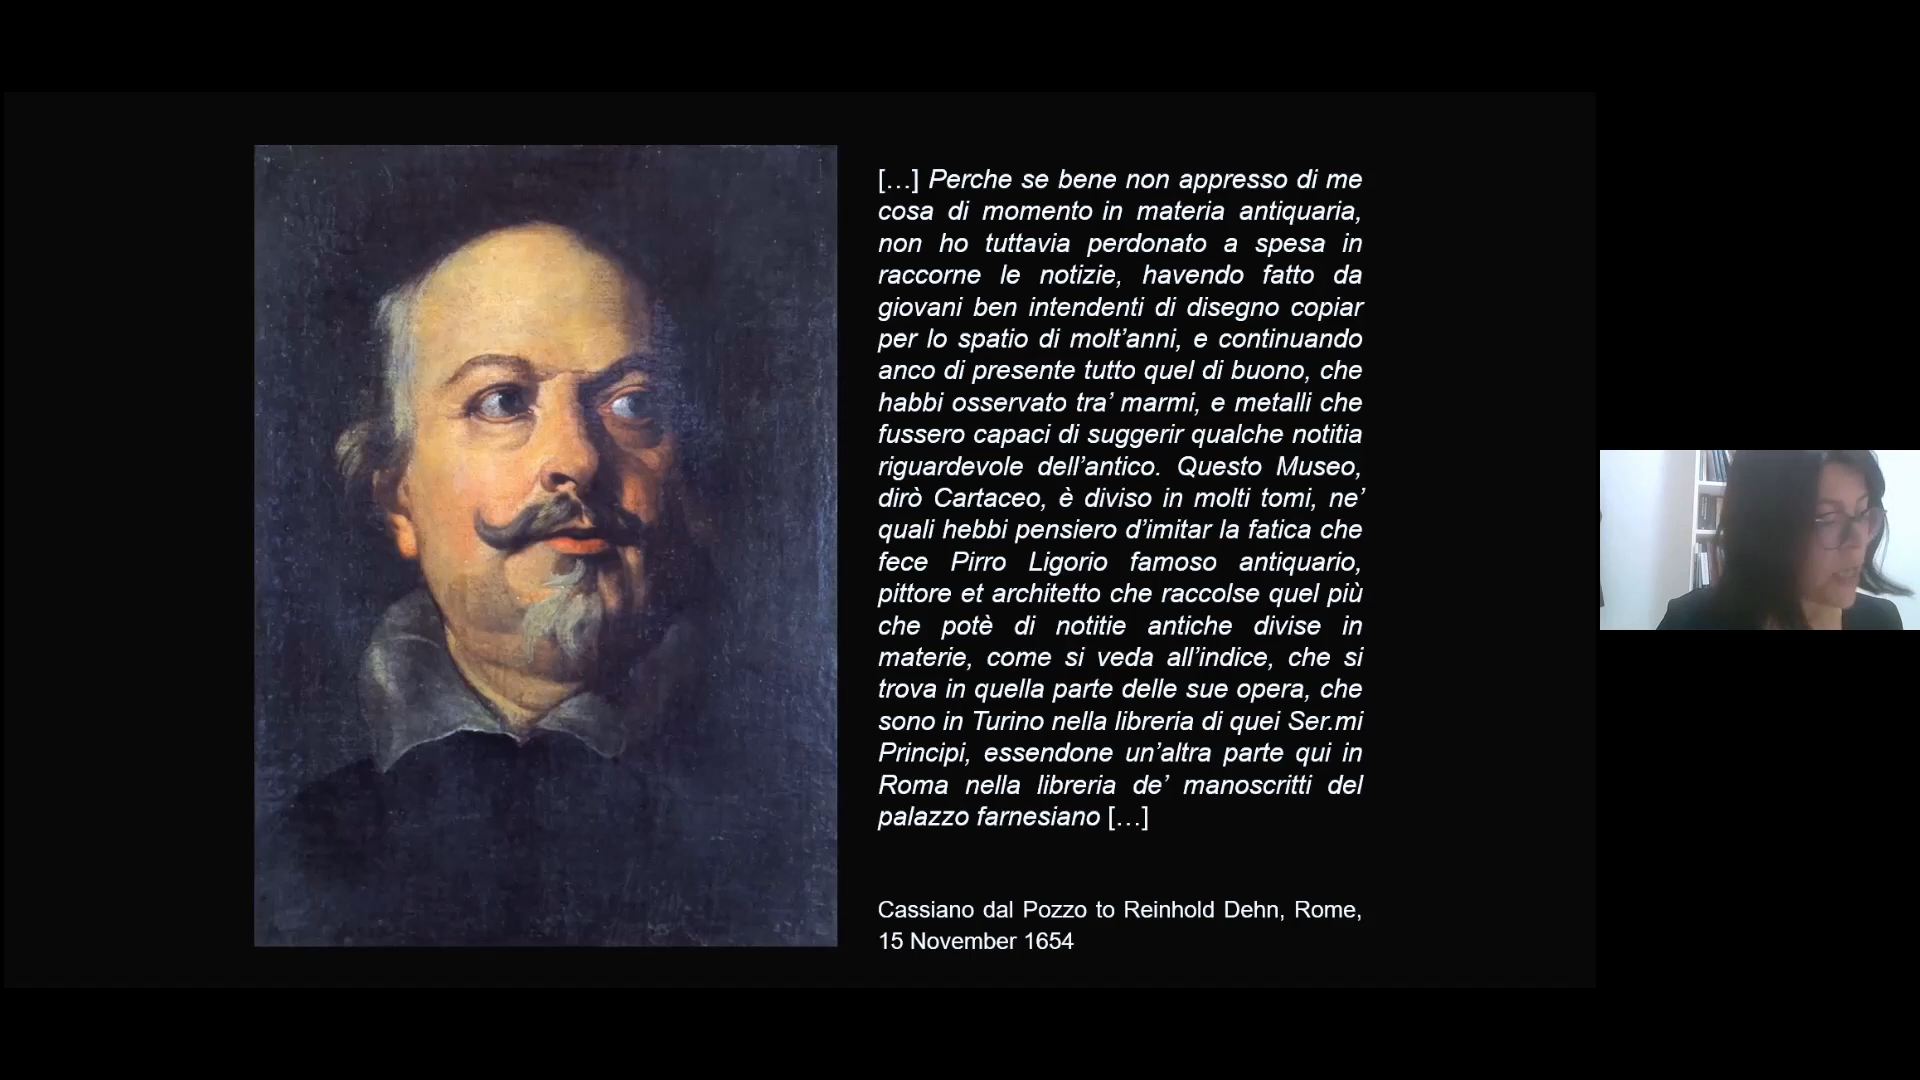 […] Perche se bene non appresso di me
cosa di momento in materia antiquaria,
non ho tuttavia perdonato a spesa in
raccorne le notizie, havendo fatto da
giovani ben intendenti di disegno copiar
per lo spatio di molt’anni, e continuando
anco di presente tutto quel di buono, che
habbi osservato tra’ marmi, e metalli che
fussero capaci di suggerir qualche notitia
riguardevole dell’antico. Questo Museo,
dirò Cartaceo, è diviso in molti tomi, ne’
quali hebbi pensiero d’imitar la fatica che
fece Pirro Ligorio famoso antiquario,
pittore et architetto che raccolse quel più
che potè di notitie antiche divise in
materie, come si veda all’indice, che si
trova in quella parte delle sue opera, che
sono in Turino nella libreria di quei Ser.mi
Principi, essendone un’altra parte qui in
Roma nella libreria de’ manoscritti del
palazzo farnesiano […]
Cassiano dal Pozzo to Reinhold Dehn, Rome,
15 November 1654